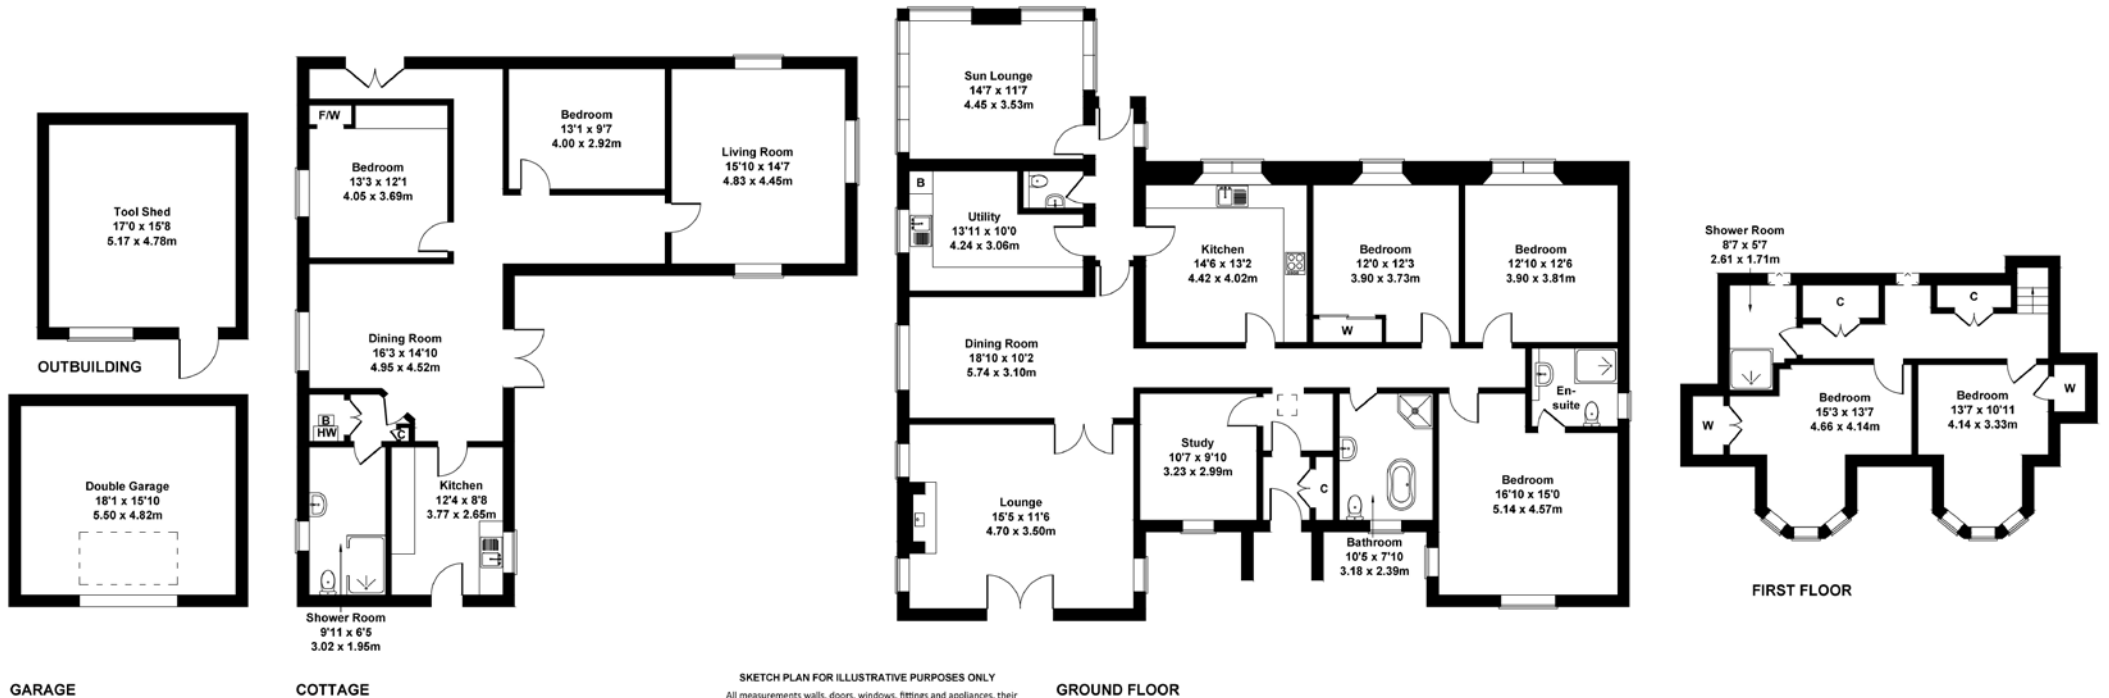 Tool Shed
17'0 x 15'8
5.17 x 4.78m
OUTBUILDING
Double Garage
18'1 x 15'10
5.50 x 4.82m
GARAGE
F/W
Bedroom
13'3 x 12'1
4.05 x 3.69m
Bedroom
13'1 x 9'7
4.00 x 2.92m
Living Room
15'10 x 14'7
4.83 x 4.45m
Dining Room
16'3 x 14'10
4.95 x 4.52m
B
HW
C
Kitchen
12'4 x 8'8
3.77 x 2.65m
Shower Room
9'11 x 6'5
3.02 x 1.95m
COTTAGE
Sun Lounge
14'7 x 11'7
4.45 x 3.53m
B
Utility
13'11 x 10'0
4.24 x 3.06m
Kitchen
14'6 x 13'2
4.42 x 4.02m
Bedroom
12'0 x 12'3
3.90 x 3.73m
W
Bedroom
12'10 x 12'6
3.90 x 3.81m
Dining Room
18'10 x 10'2
5.74 x 3.10m
En-
suite
Study
10'7 x 9'10
3.23 x 2.99m
C
Lounge
15'5 x 11'6
4.70 x 3.50m
Bathroom
10'5 x 7'10
3.18 x 2.39m
Bedroom
16'10 x 15'0
5.14 x 4.57m
GROUND FLOOR
Shower Room
8'7 x 5'7
2.61 x 1.71m
C
C
W
Bedroom
15'3 x 13'7
4.66 x 4.14m
Bedroom
13'7 x 10'11
4.14 x 3.33m
W
FIRST FLOOR
SKETCH PLAN FOR ILLUSTRATIVE PURPOSES ONLY
All measurements walls, doors, windows, fittings and appliances, their